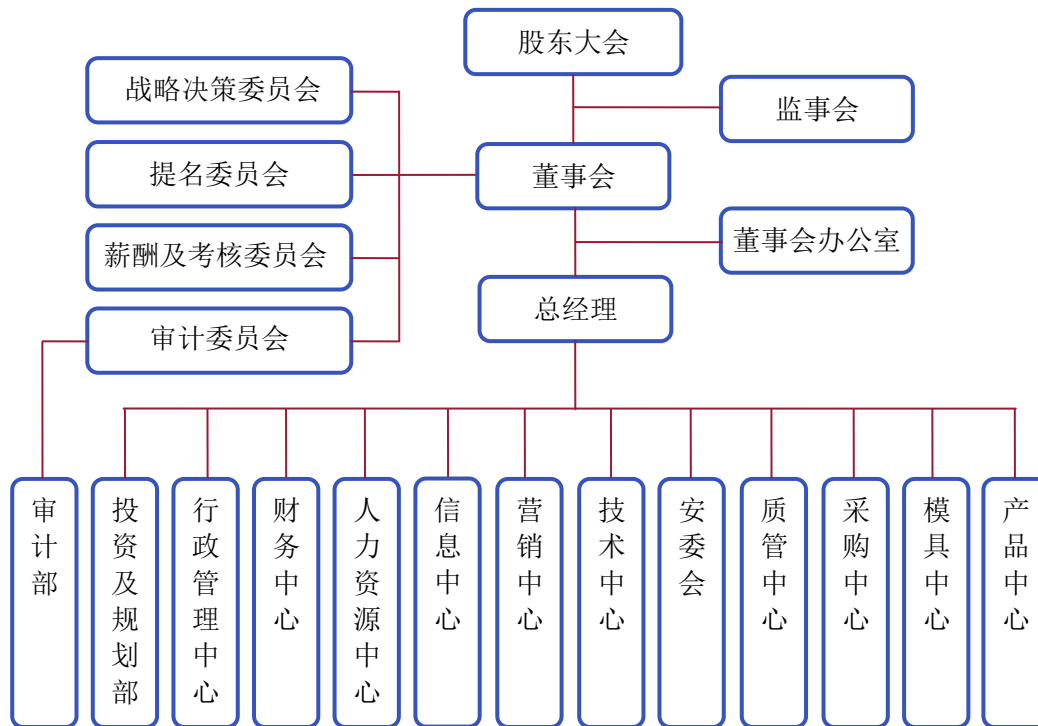 股东大会
战略决策委员会
监事会
提名委员会
董事会
薪酬及考核委员会
董事会办公室
总经理
审计委员会
审计部
投资及规划部
行政管理中心
财务中心
人力资源中心
信息中心
营销中心
技术中心
安委会
质管中心
采购中心
模具中心
产品中心